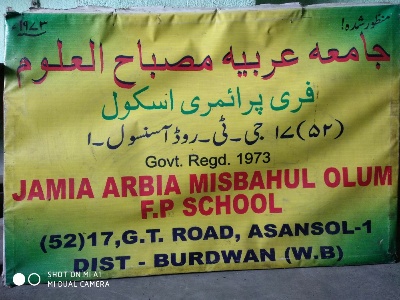 منظور شدہ! ۱۹۷۳ء
جامعہ عربیہ مصباح العلوم
فری پرائمری اسکول
(۵۲) ۱۷ جی-ٹی-روڈ آسنسول-۱
Govt. Regd. 1973
JAMIA ARBIA MISBAHUL OLUM
F.P SCHOOL
(52)17,G.T. ROAD, ASANSOL-1
DIST - BURDWAN (W.B)
SHOT ON MI A1
MI DUAL CAMERA